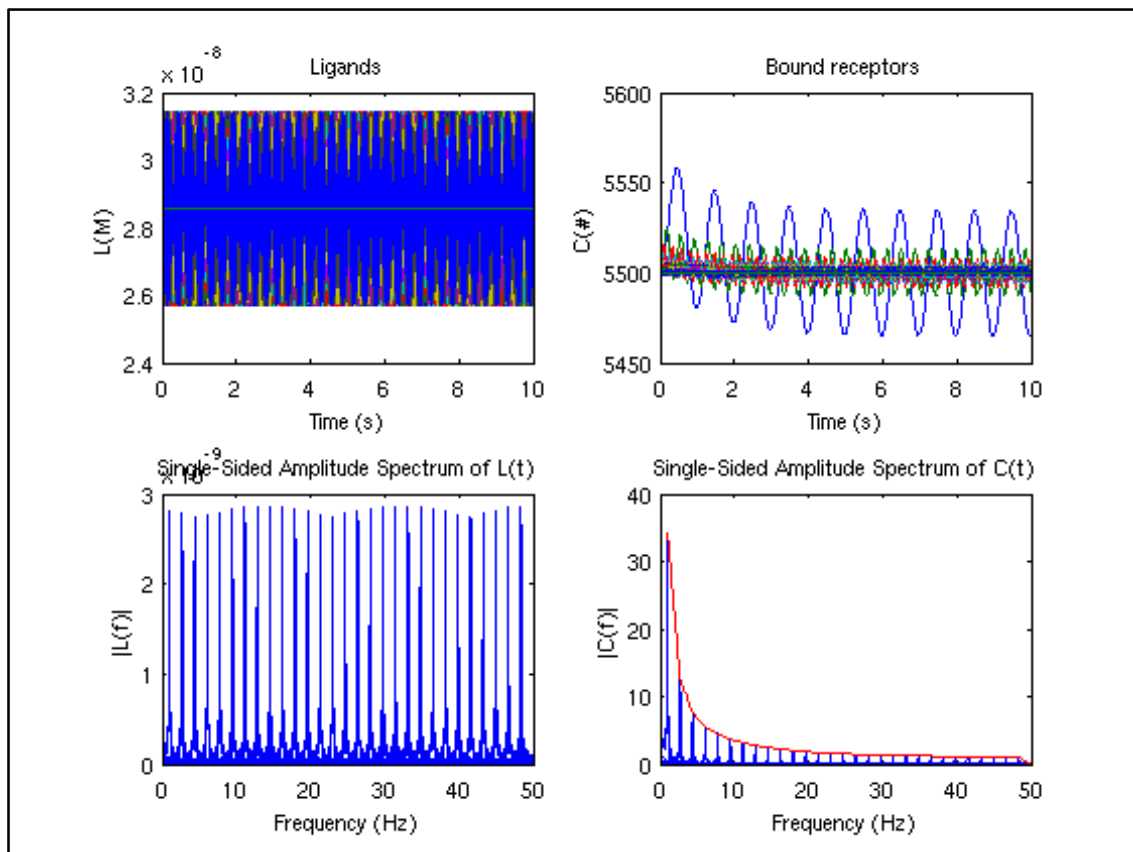 × 10
-8
Ligands
3.2
3
2.8
2.6
2.4
L(M)
0 2 4 6 8 10
Time (s)
Bound receptors
5600
5550
5500
5450
C(#)
0 2 4 6 8 10
Time (s)
× 10
-9
Single-Sided Amplitude Spectrum of L(t)
3
2
1
0
|L(f)|
0 10 20 30 40 50
Frequency (Hz)
Single-Sided Amplitude Spectrum of C(t)
40
30
20
10
0
|C(f)|
0 10 20 30 40 50
Frequency (Hz)